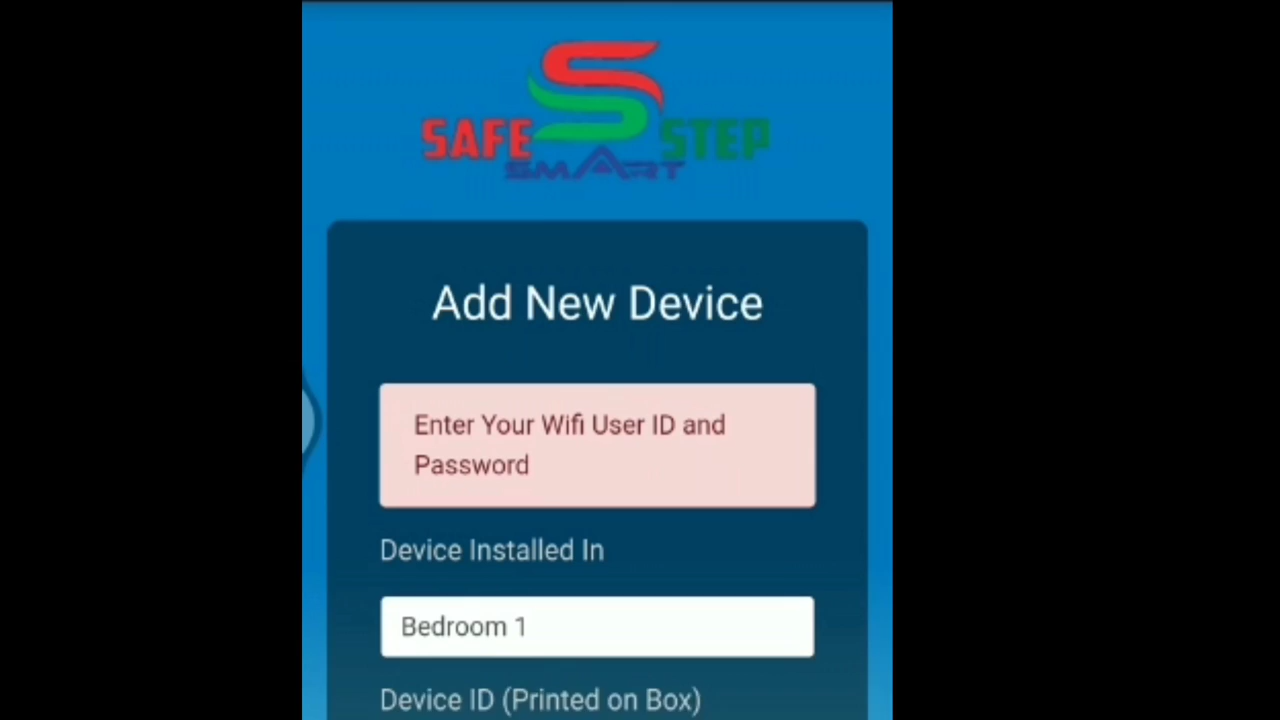 SAFE STEP
SMART
Add New Device
Enter Your Wifi User ID and
Password
Device Installed In
Bedroom 1
Device ID (Printed on Box)